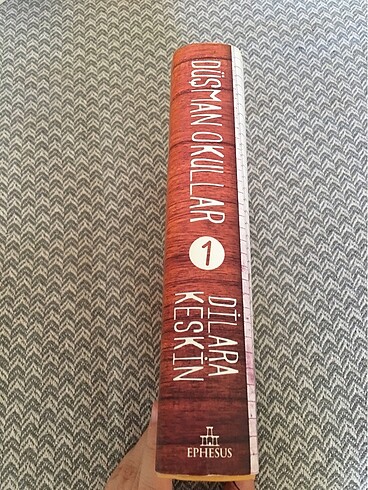 DÜŞMAN OKULLAR
1
DİLARA
KESKİN
EPHESUS